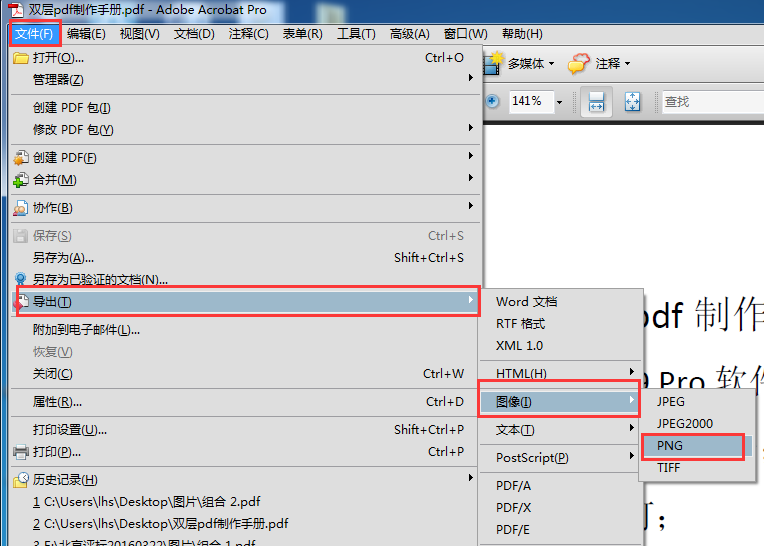 双层pdf制作手册.pdf - Adobe Acrobat Pro
文件(F) 编辑(E) 视图(V) 文档(D) 注释(C) 表单(R) 工具(T) 高级(A) 窗口(W) 帮助(H)
打开(O)... Ctrl+O
管理器(Z)
多媒体 注释
141% 查找
创建 PDF 包(I)
修改 PDF 包(Y)
创建 PDF(F)
合并(M)
协作(B)
保存(S) Ctrl+S
另存为(A)... Shift+Ctrl+S
另存为已验证的文档(N)...
导出(T)
附加到电子邮件(L)...
恢复(V)
关闭(C) Ctrl+W
属性(R)... Ctrl+D
打印设置(U)... Shift+Ctrl+P
打印(P)... Ctrl+P
历史记录(H)
1 C:\Users\lhs\Desktop\图片\组合 2.pdf
2 C:\Users\lhs\Desktop\双层pdf制作手册.pdf
3 F:\北京评标20160322\图片\组合 1.pdf
Word 文档
RTF 格式
XML 1.0
HTML(H)
图像(I)
文本(T)
PostScript(P)
PDF/A
PDF/X
PDF/E
JPEG
JPEG2000
PNG
TIFF
pdf 制作
9 Pro 软件
;